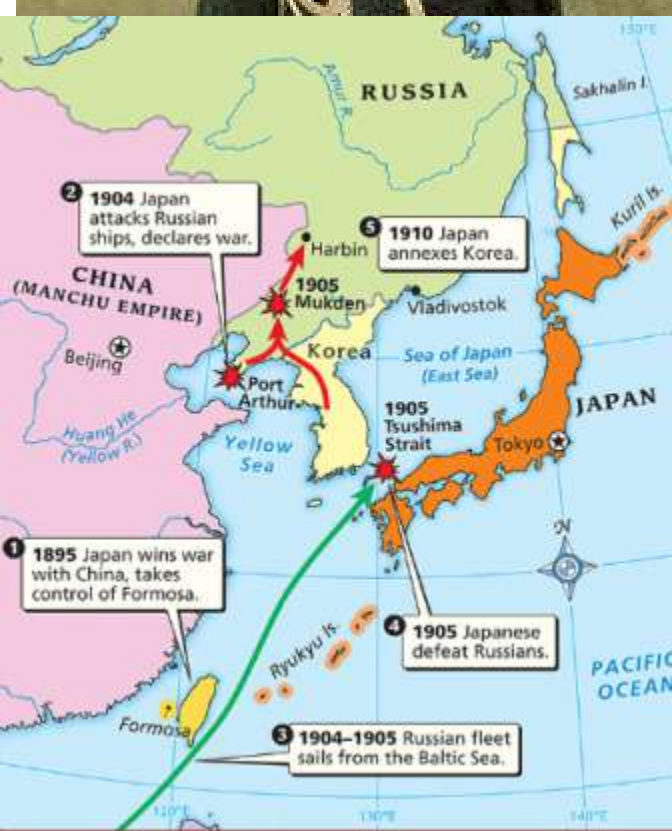 150°E
RUSSIA
Amur R.
Sakhalin I.
Kuril Is.
2 1904 Japan
attacks Russian
ships, declares war.
Harbin
5 1910 Japan
annexes Korea.
CHINA
(MANCHU EMPIRE)
1905
Mukden
Vladivostok
Beijing
Korea
Sea of Japan
(East Sea)
Port
Arthur
JAPAN
1905
Tsushima
Strait
Tokyo
Huang He
(Yellow R.)
Yellow
Sea
N
1 1895 Japan wins war
with China, takes
control of Formosa.
Ryukyu Is.
4 1905 Japanese
defeat Russians.
PACIFIC
OCEAN
Formosa
3 1904–1905 Russian fleet
sails from the Baltic Sea.
120°E
130°E
140°E